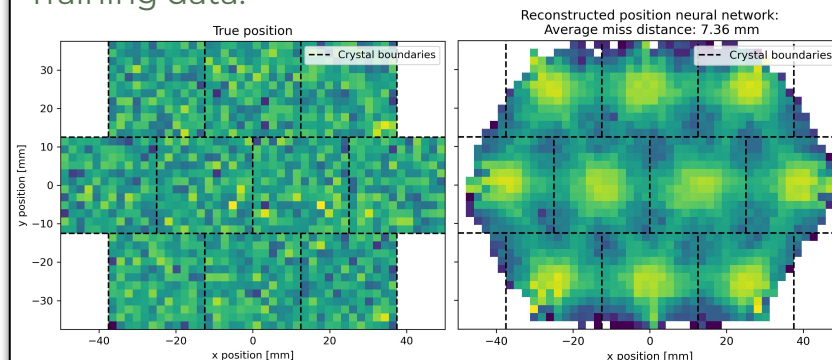 Training data:
True position
Crystal boundaries
y position [mm]
30
20
10
0
−10
−20
−30
−40
−20
0
20
40
x position [mm]
Reconstructed position neural network:
Average miss distance: 7.36 mm
Crystal boundaries
−40
−20
0
20
40
x position [mm]